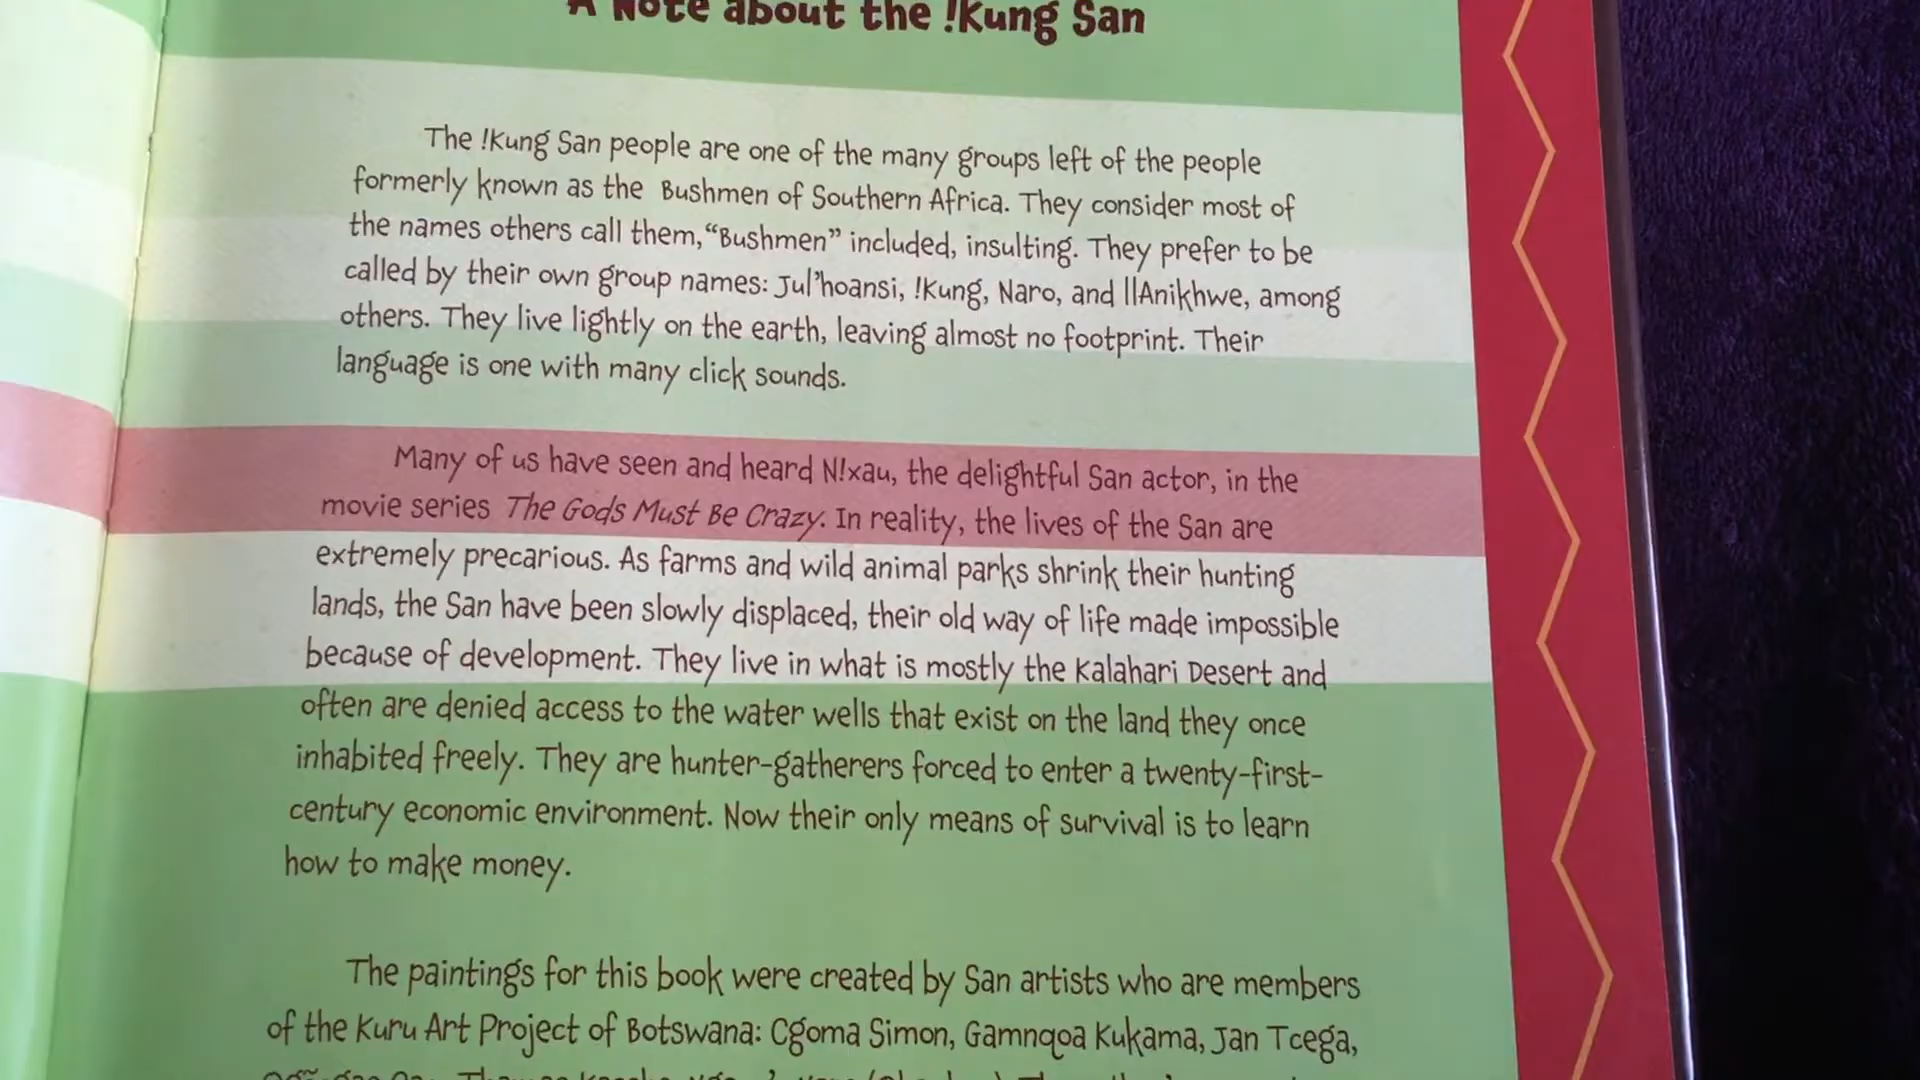 A Note about the !Kung San
The !Kung San people are one of the many groups left of the people
formerly known as the Bushmen of Southern Africa. They consider most of
the names others call them, “Bushmen” included, insulting. They prefer to be
called by their own group names: Jul’hoansi, !Kung, Naro, and llAnikhwe, among
others. They live lightly on the earth, leaving almost no footprint. Their
language is one with many click sounds.
Many of us have seen and heard N!xau, the delightful San actor, in the
movie series The Gods Must Be Crazy. In reality, the lives of the San are
extremely precarious. As farms and wild animal parks shrink their hunting
lands, the San have been slowly displaced, their old way of life made impossible
because of development. They live in what is mostly the Kalahari Desert and
often are denied access to the water wells that exist on the land they once
inhabited freely. They are hunter-gatherers forced to enter a twenty-first-
century economic environment. Now their only means of survival is to learn
how to make money.
The paintings for this book were created by San artists who are members
of the Kuru Art Project of Botswana: Cgoma Simon, Gamnqoa Kukama, Jan Tcega,